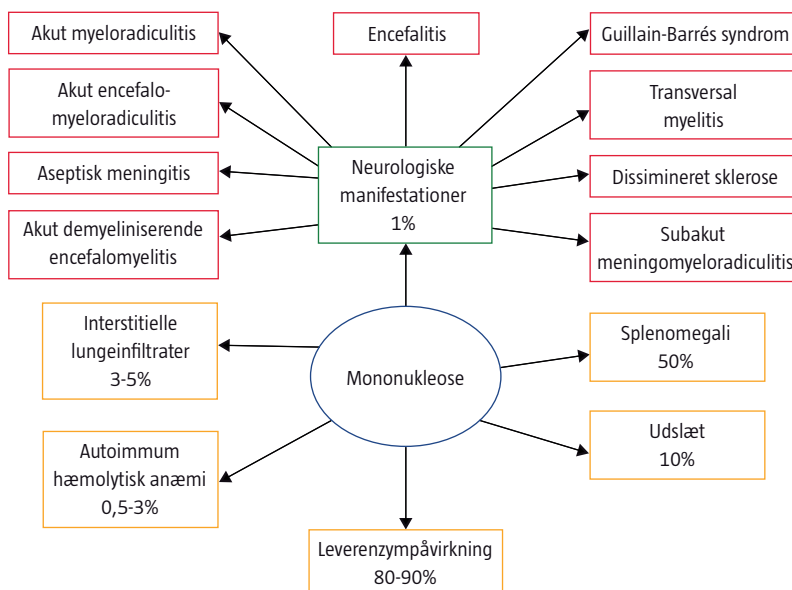 Akut myeloradiculitis
Encefalitis
Guillain-Barrés syndrom
Akut encefalo-
myeloradiculitis
Transversal
myelitis
Aseptisk meningitis
Neurologiske
manifestationer
1%
Dissimineret sklerose
Akut demyeliniserende
encefalomyelitis
Subakut
meningomyeloradiculitis
Interstitielle
lungeinfiltrater
3-5%
Mononukleose
Splenomegali
50%
Autoimmum
hæmolytisk anæmi
0,5-3%
Udslæt
10%
Leverenzympåvirkning
80-90%